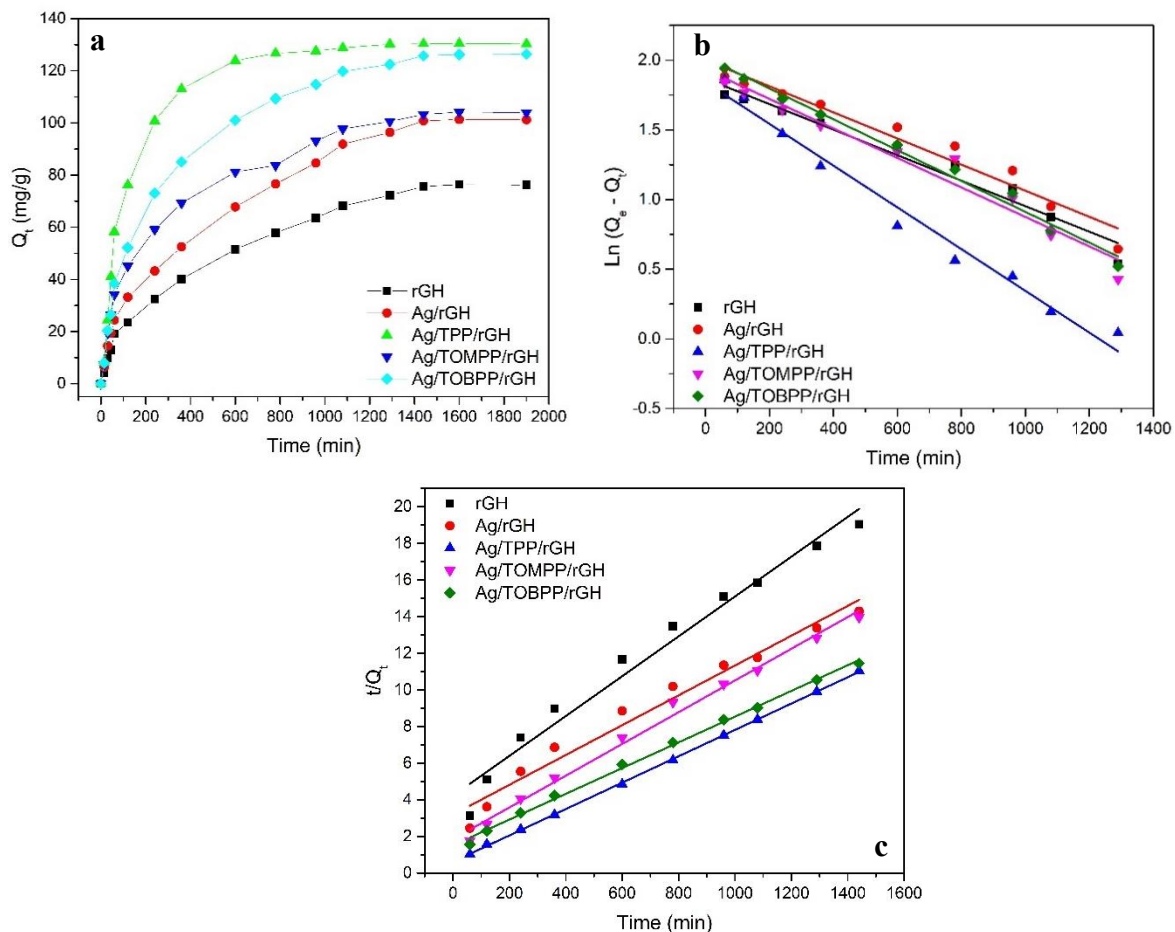 a
Q_t (mg/g)
140
120
100
80
60
40
20
0
rGH
Ag/rGH
Ag/TPP/rGH
Ag/TOMPP/rGH
Ag/TOBPP/rGH
0 200 400 600 800 1000 1200 1400 1600 1800 2000
Time (min)
b
Ln (Q_e - Q_t)
2.0
1.5
1.0
0.5
0.0
-0.5
rGH
Ag/rGH
Ag/TPP/rGH
Ag/TOMPP/rGH
Ag/TOBPP/rGH
0 200 400 600 800 1000 1200 1400
Time (min)
t/Q_t
20
18
16
14
12
10
8
6
4
2
0
rGH
Ag/rGH
Ag/TPP/rGH
Ag/TOMPP/rGH
Ag/TOBPP/rGH
c
0 200 400 600 800 1000 1200 1400 1600
Time (min)